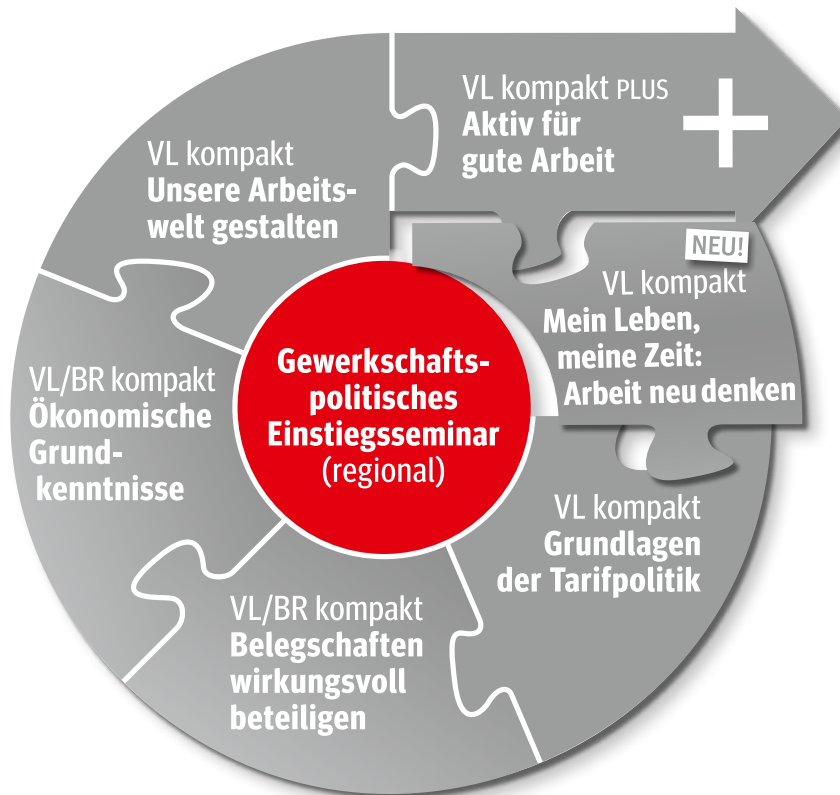 VL kompakt PLUS
Aktiv für
gute Arbeit
VL kompakt
Unsere Arbeits-
welt gestalten
NEU!
VL kompakt
Mein Leben,
meine Zeit:
Arbeit neu denken
Gewerkschafts-
politisches
Einstiegsseminar
(regional)
VL/BR kompakt
Ökonomische
Grund-
kenntnisse
VL kompakt
Grundlagen
der Tarifpolitik
VL/BR kompakt
Belegschaften
wirkungsvoll
beteiligen